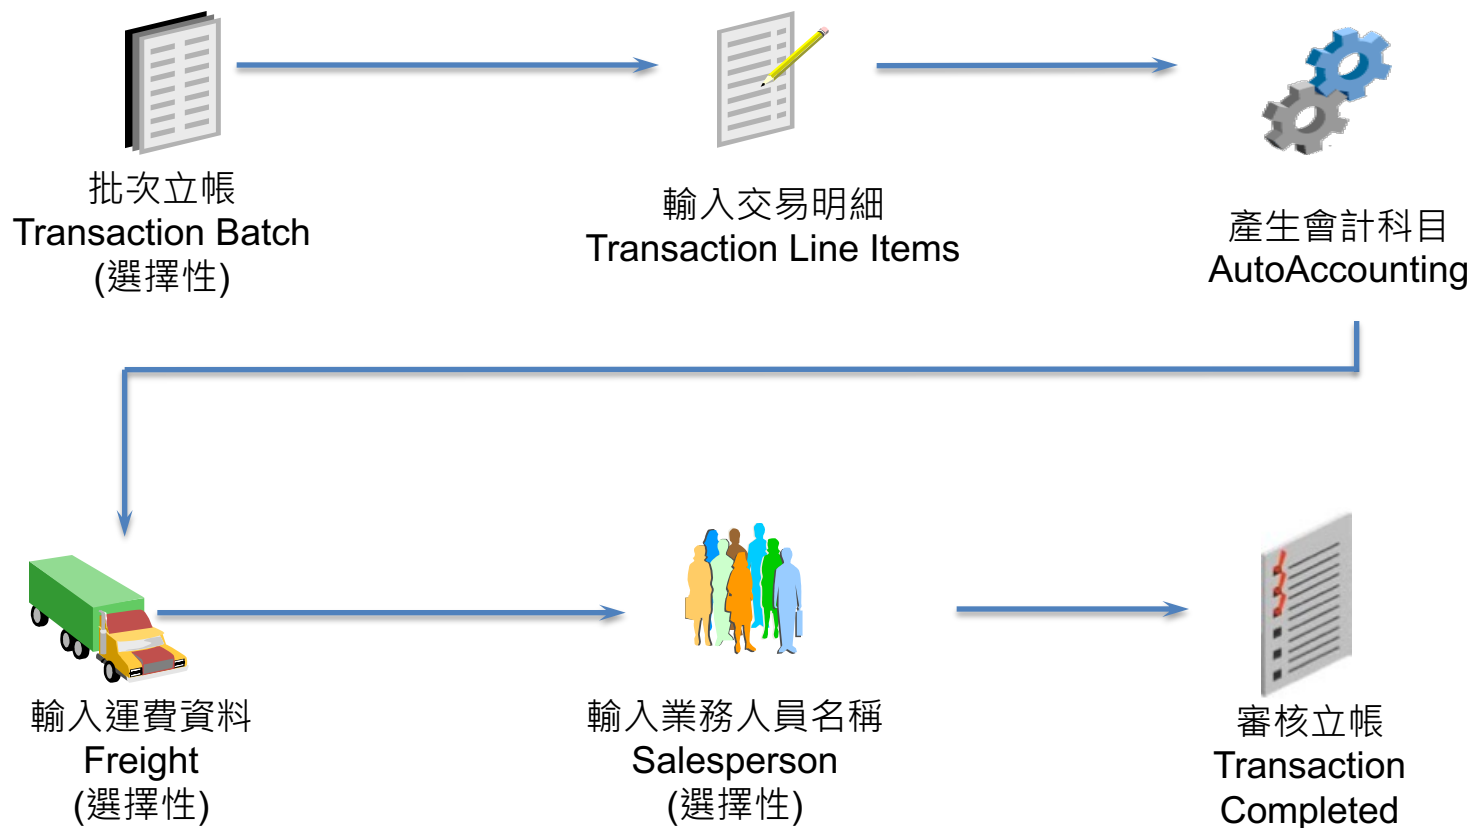 批次立帳
Transaction Batch
(選擇性)
輸入交易明細
Transaction Line Items
產生會計科目
AutoAccounting
輸入運費資料
Freight
(選擇性)
輸入業務人員名稱
Salesperson
(選擇性)
審核立帳
Transaction
Completed